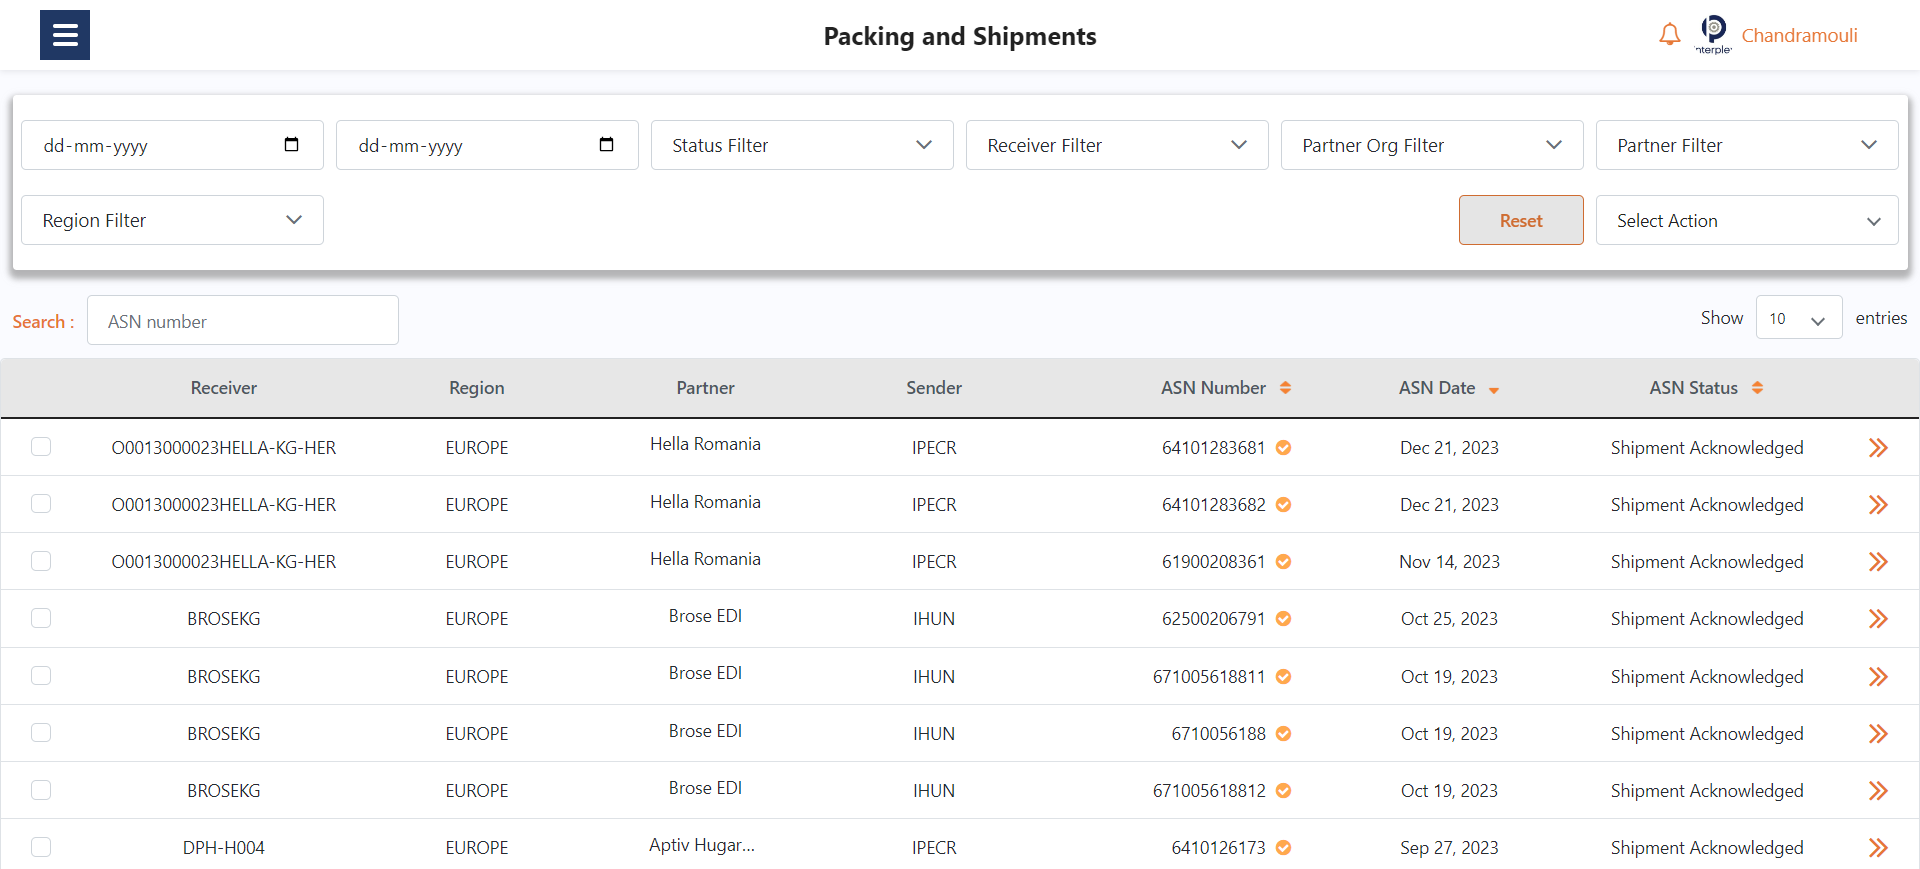 Packing and Shipments
nterple
Chandramouli
dd-mm-yyyy
dd-mm-yyyy
Status Filter
Receiver Filter
Partner Org Filter
Partner Filter
Region Filter
Reset
Select Action
Search :
ASN number
Show 10 entries
Receiver Region Partner Sender ASN Number ASN Date ASN Status
O0013000023HELLA-KG-HER EUROPE Hella Romania IPECR 64101283681 Dec 21, 2023 Shipment Acknowledged
O0013000023HELLA-KG-HER EUROPE Hella Romania IPECR 64101283682 Dec 21, 2023 Shipment Acknowledged
O0013000023HELLA-KG-HER EUROPE Hella Romania IPECR 61900208361 Nov 14, 2023 Shipment Acknowledged
BROSEKG EUROPE Brose EDI IHUN 62500206791 Oct 25, 2023 Shipment Acknowledged
BROSEKG EUROPE Brose EDI IHUN 671005618811 Oct 19, 2023 Shipment Acknowledged
BROSEKG EUROPE Brose EDI IHUN 6710056188 Oct 19, 2023 Shipment Acknowledged
BROSEKG EUROPE Brose EDI IHUN 671005618812 Oct 19, 2023 Shipment Acknowledged
DPH-H004 EUROPE Aptiv Hugar... IPECR 6410126173 Sep 27, 2023 Shipment Acknowledged